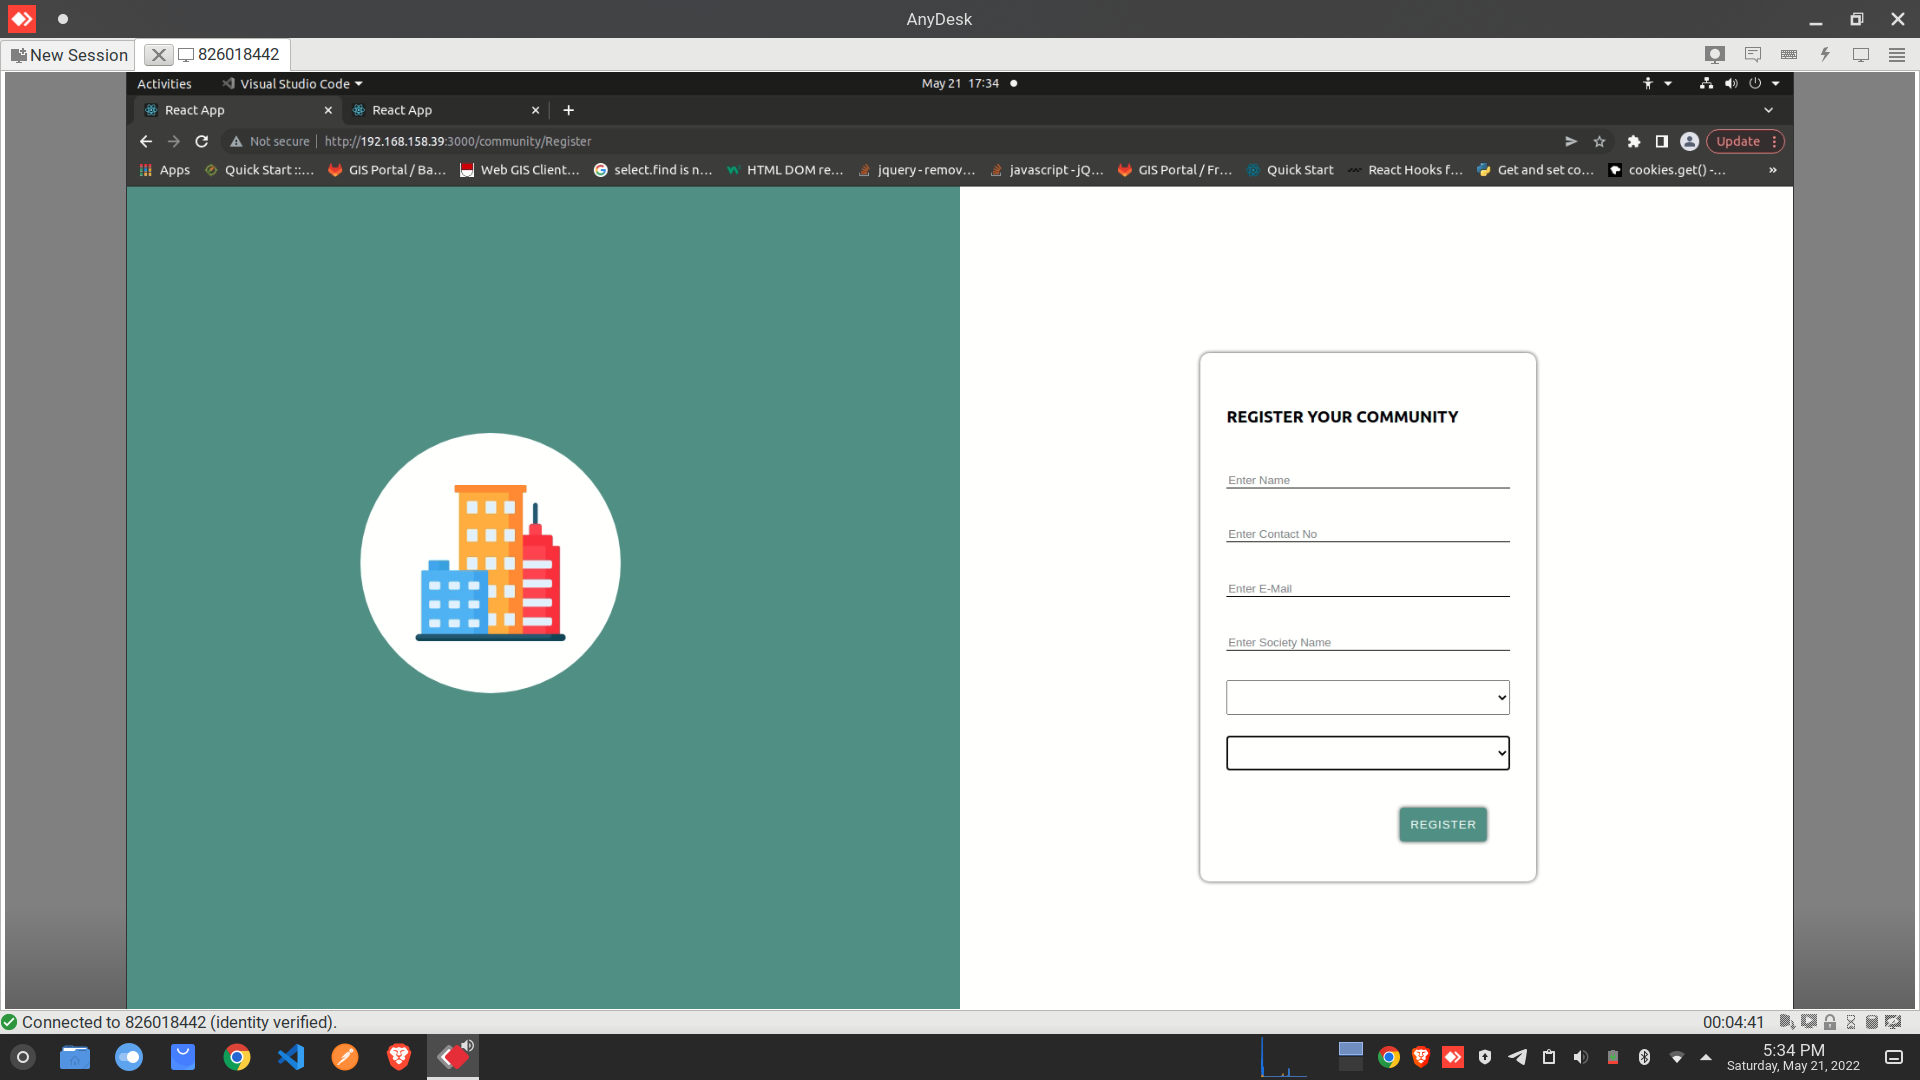 AnyDesk
New Session
826018442
Activities
Visual Studio Code
May 21 17:34
React App
React App
Not secure
http://192.168.158.39:3000/community/Register
Update
Apps
Quick Start ::...
GIS Portal / Ba...
Web GIS Client...
select.find is n...
HTML DOM re...
jquery - remov...
javascript - jQ...
GIS Portal / Fr...
Quick Start
React Hooks f...
Get and set co...
cookies.get() -...
»
REGISTER YOUR COMMUNITY
Enter Name
Enter Contact No
Enter E-Mail
Enter Society Name
REGISTER
Connected to 826018442 (identity verified).
00:04:41
5:34 PM
Saturday, May 21, 2022